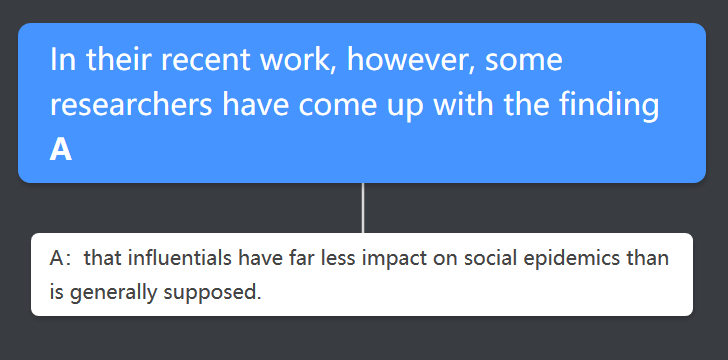 In their recent work, however, some
researchers have come up with the finding
A
A：that influentials have far less impact on social epidemics than
is generally supposed.